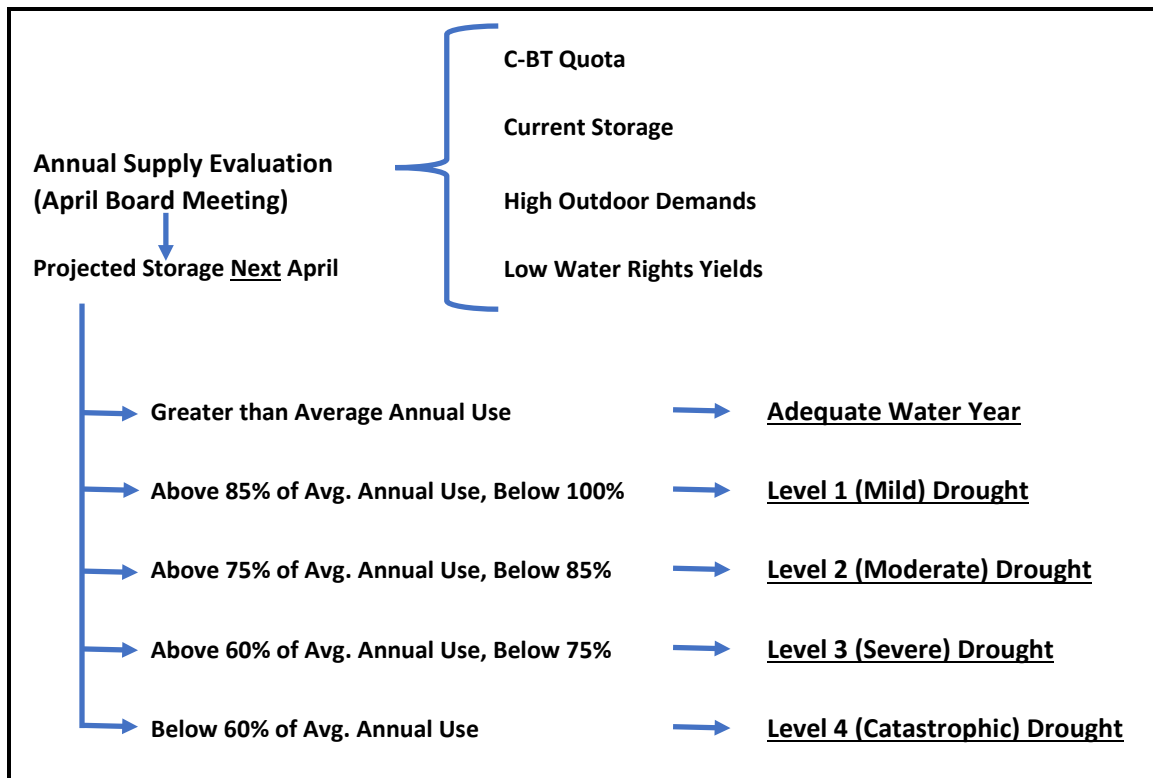 C-BT Quota
Current Storage
Annual Supply Evaluation
(April Board Meeting)
High Outdoor Demands
Projected Storage Next April
Low Water Rights Yields
Greater than Average Annual Use
Adequate Water Year
Above 85% of Avg. Annual Use, Below 100%
Level 1 (Mild) Drought
Above 75% of Avg. Annual Use, Below 85%
Level 2 (Moderate) Drought
Above 60% of Avg. Annual Use, Below 75%
Level 3 (Severe) Drought
Below 60% of Avg. Annual Use
Level 4 (Catastrophic) Drought